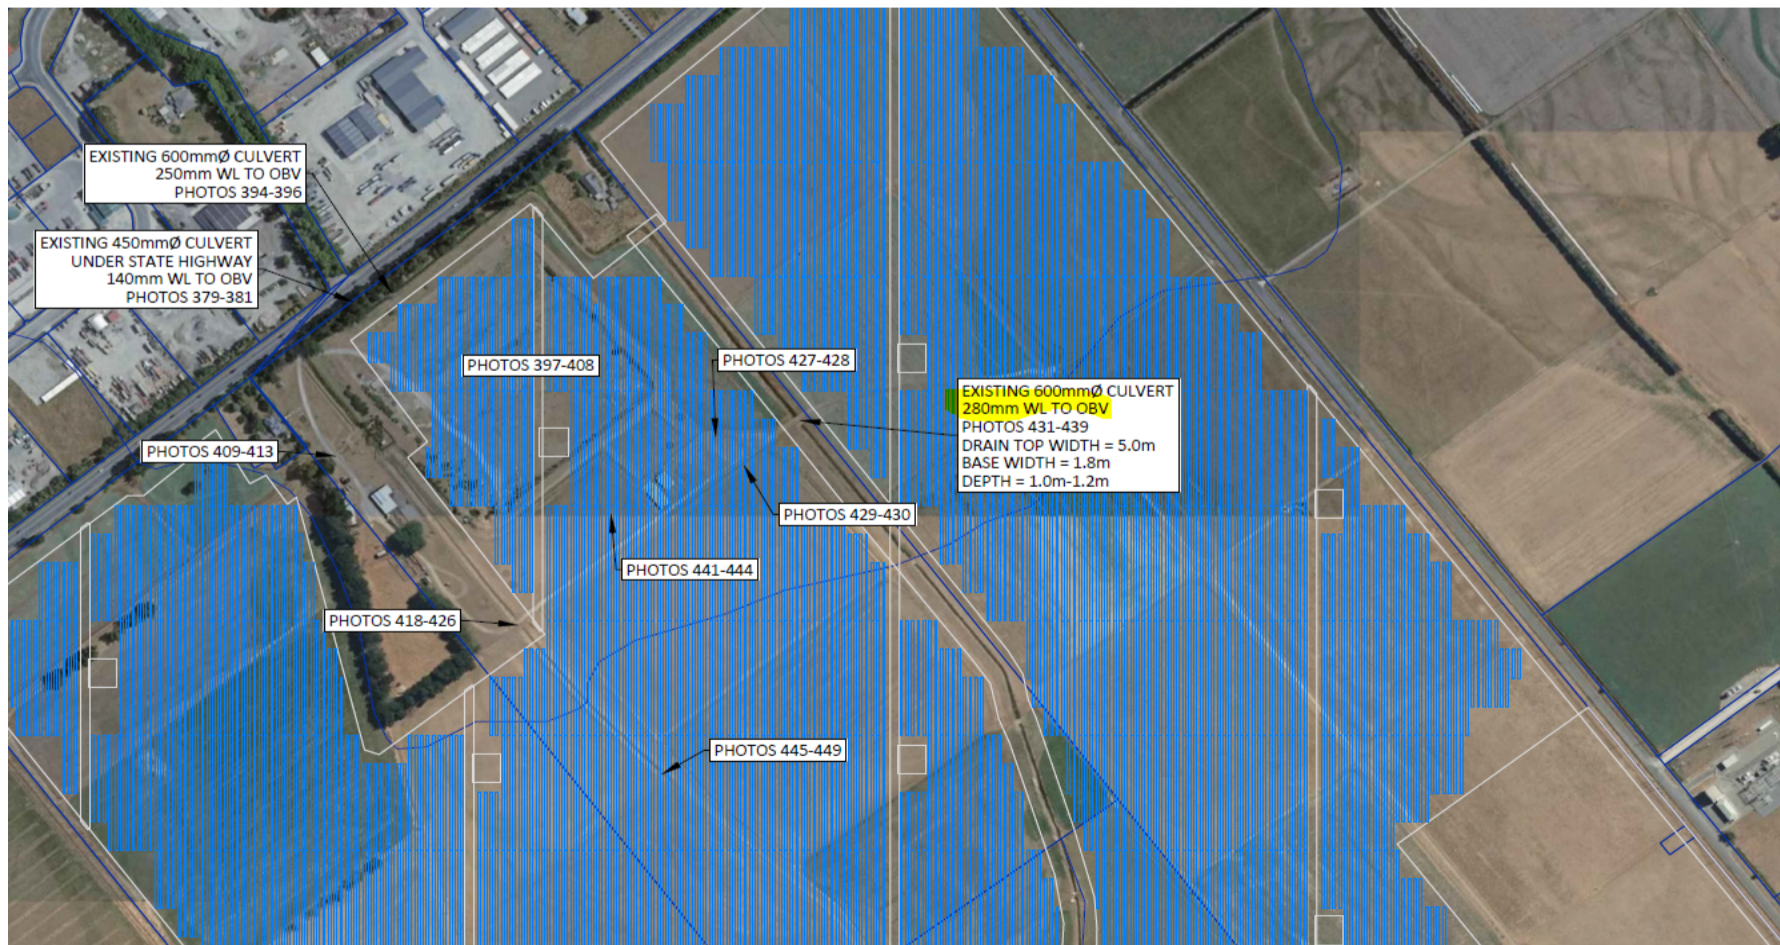 EXISTING 600mmØ CULVERT
250mm WL TO OBV
PHOTOS 394-396
EXISTING 450mmØ CULVERT
UNDER STATE HIGHWAY
140mm WL TO OBV
PHOTOS 379-381
PHOTOS 397-408
PHOTOS 427-428
EXISTING 600mmØ CULVERT
280mm WL TO OBV
PHOTOS 431-439
DRAIN TOP WIDTH = 5.0m
BASE WIDTH = 1.8m
DEPTH = 1.0m-1.2m
PHOTOS 409-413
PHOTOS 429-430
PHOTOS 441-444
PHOTOS 418-426
PHOTOS 445-449